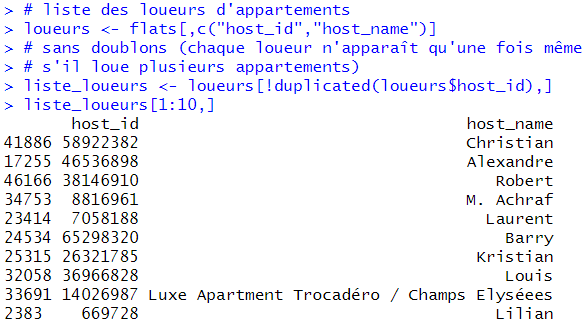 > # liste des loueurs d'appartements
> loueurs <- flats[,c("host_id","host_name")]
> # sans doublons (chaque loueur n'apparaît qu'une fois même
> # s'il loue plusieurs appartements)
> liste_loueurs <- loueurs[!duplicated(loueurs$host_id),]
> liste_loueurs[1:10,]
host_id host_name
41886 58922382 Christian
17255 46536898 Alexandre
46166 38146910 Robert
34753 8816961 M. Achraf
23414 7058188 Laurent
24534 65298320 Barry
25315 26321785 Kristian
32058 36966828 Louis
33691 14026987 Luxe Apartment Trocadéro / Champs Elyséees
2383 669728 Lilian